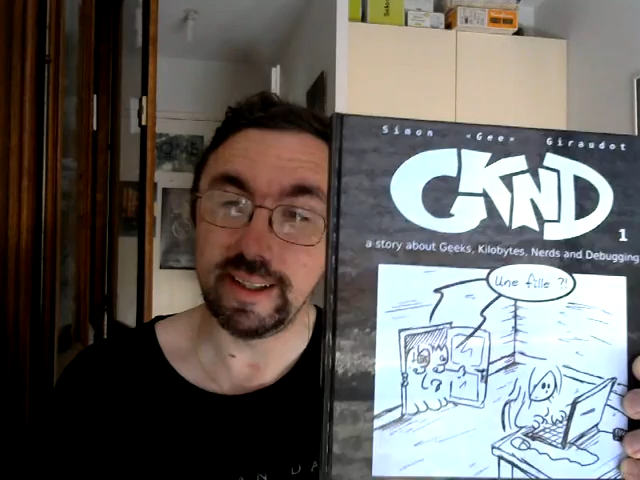 Simon «Gee» Giraudot
GKND
1
a story about Geeks, Kilobytes, Nerds and Debugging
Une fille ?!